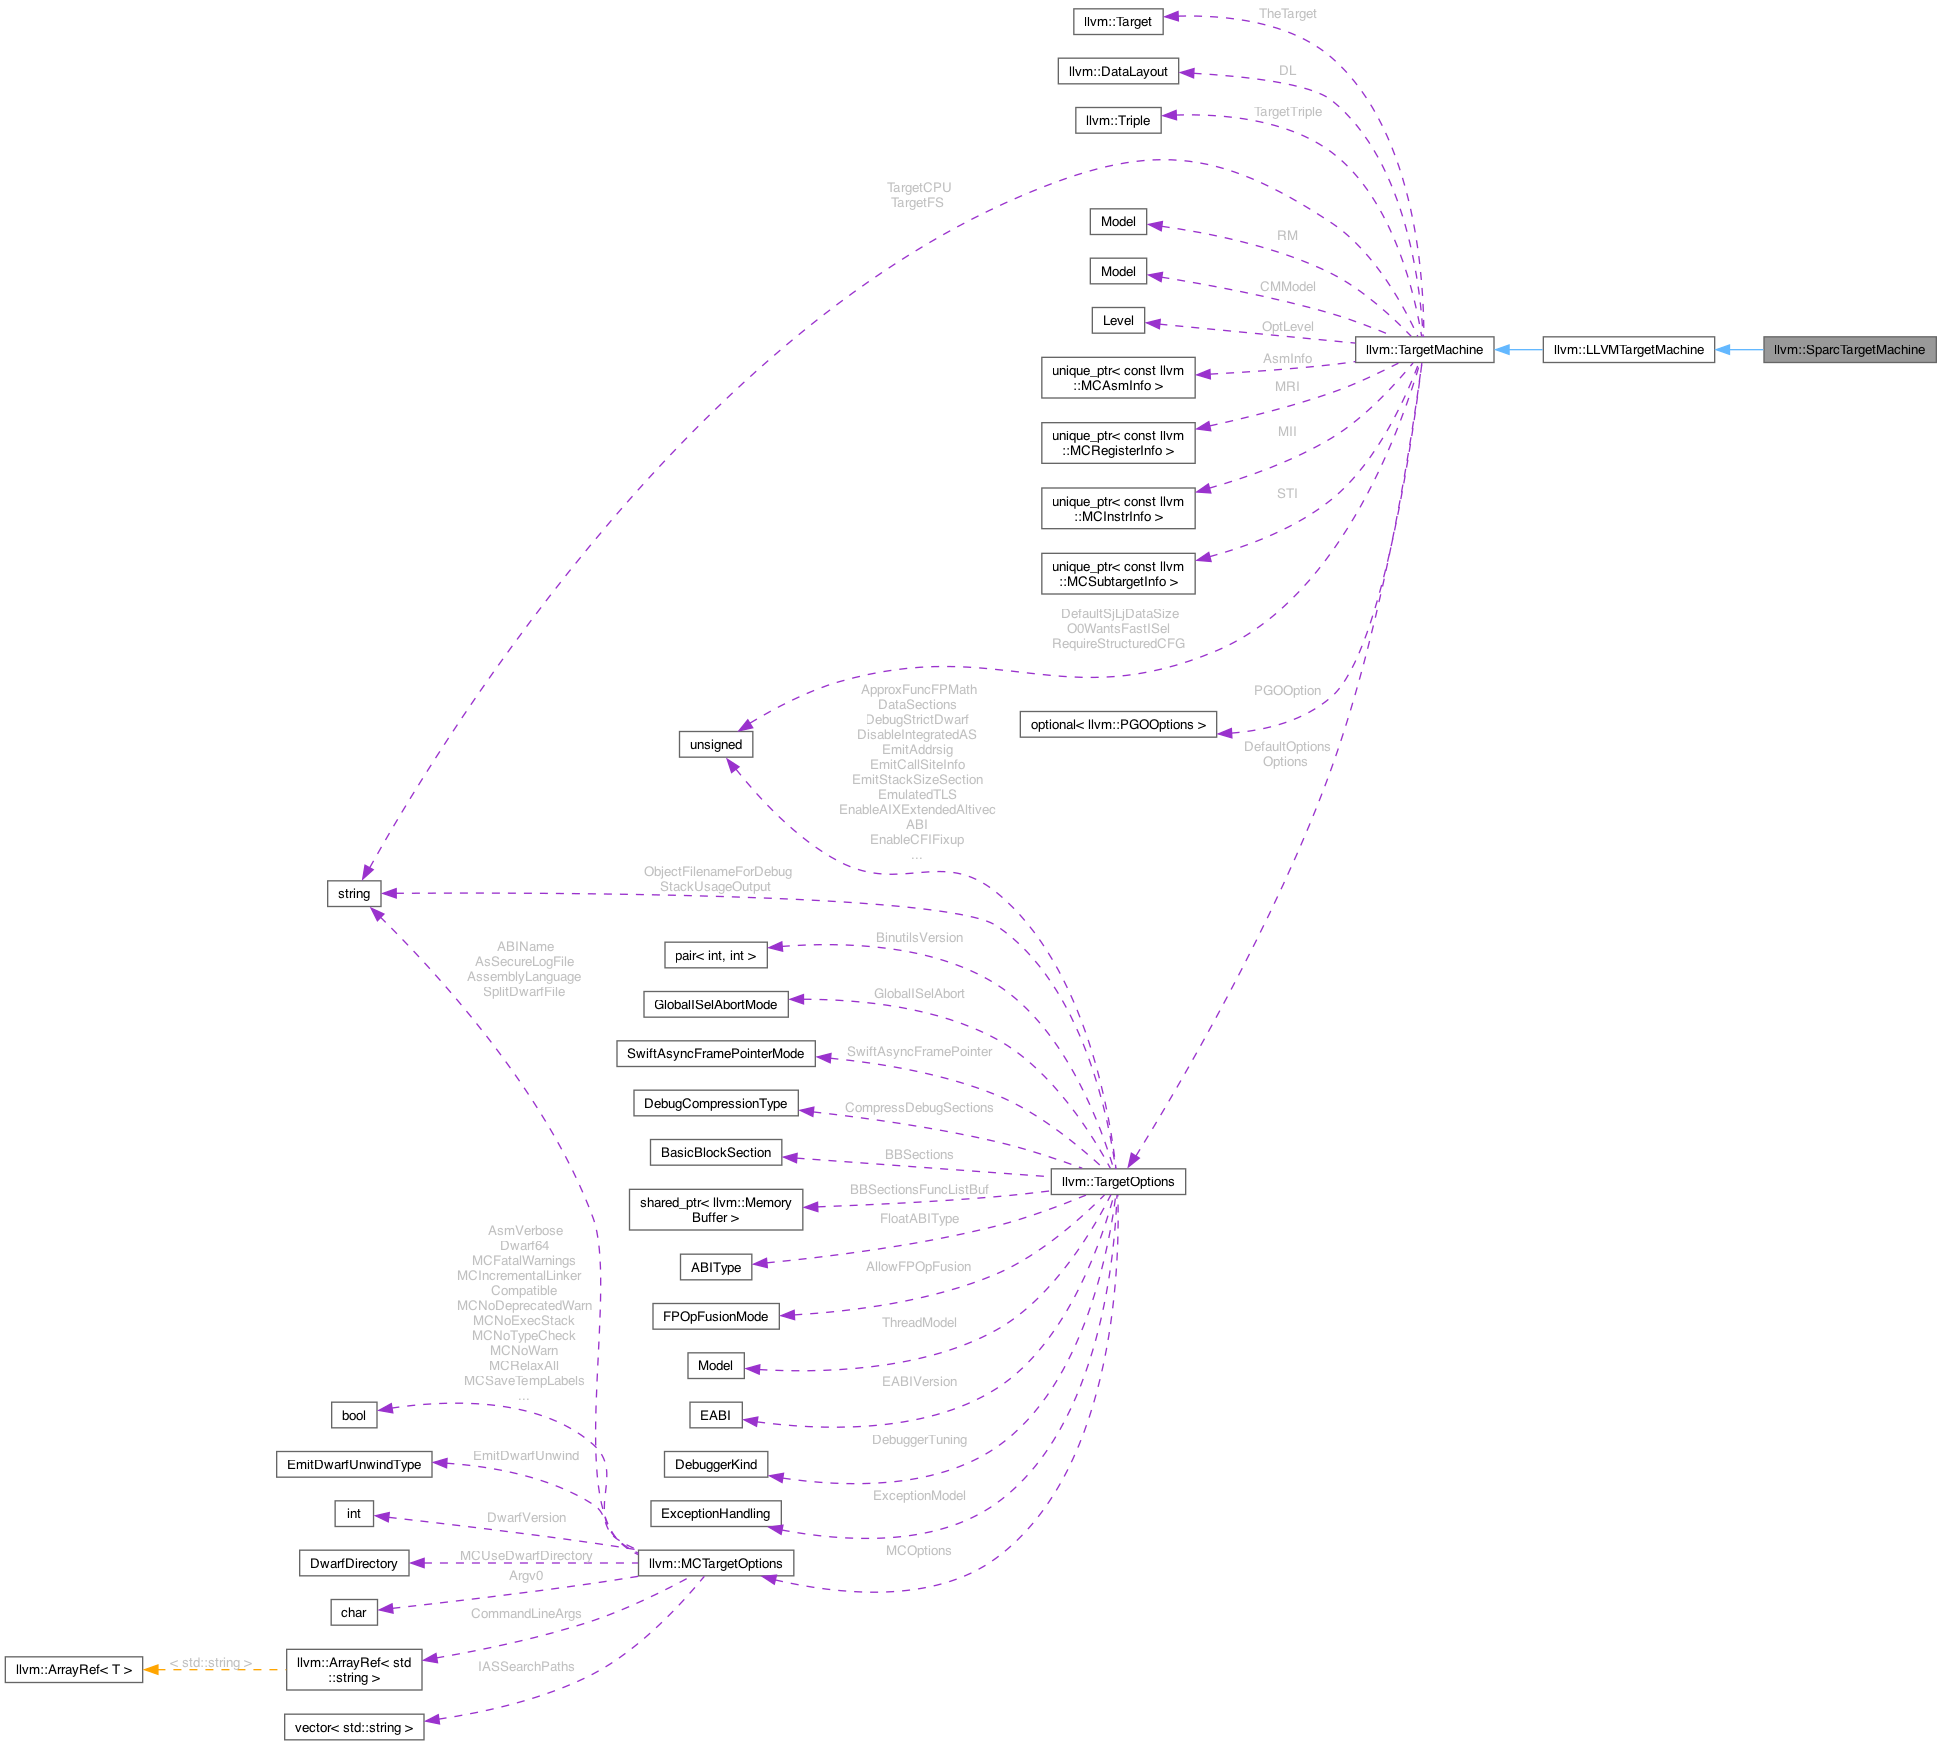 llvm::Target
TheTarget
llvm::DataLayout
DL
llvm::Triple
TargetTriple
TargetCPU
TargetFS
Model
RM
Model
CMModel
Level
OptLevel
llvm::TargetMachine
llvm::LLVMTargetMachine
llvm::SparcTargetMachine
unique_ptr< const llvm
::MCAsmInfo >
AsmInfo
unique_ptr< const llvm
::MCRegisterInfo >
MRI
unique_ptr< const llvm
::MCInstrInfo >
MII
unique_ptr< const llvm
::MCSubtargetInfo >
STI
DefaultSjLjDataSize
O0WantsFastISel
RequireStructuredCFG
unsigned
ApproxFuncFPMath
DataSections
DebugStrictDwarf
DisableIntegratedAS
EmitAddrsig
EmitCallSiteInfo
EmitStackSizeSection
EmulatedTLS
EnableAIXExtendedAltivec
ABI
EnableCFIFixup
...
optional< llvm::PGOOptions >
PGOOption
DefaultOptions
Options
string
ObjectFilenameForDebug
StackUsageOutput
ABIName
AsSecureLogFile
AssemblyLanguage
SplitDwarfFile
pair< int, int >
BinutilsVersion
GlobalISelAbortMode
GlobalISelAbort
SwiftAsyncFramePointerMode
SwiftAsyncFramePointer
DebugCompressionType
CompressDebugSections
BasicBlockSection
BBSections
llvm::TargetOptions
shared_ptr< llvm::Memory
Buffer >
BBSectionsFuncListBuf
ABIType
FloatABIType
FPOpFusionMode
AllowFPOpFusion
Model
ThreadModel
EABI
EABIVersion
DebuggerKind
DebuggerTuning
ExceptionHandling
ExceptionModel
MCOptions
AsmVerbose
Dwarf64
MCFatalWarnings
MCIncrementalLinker
Compatible
MCNoDeprecatedWarn
MCNoExecStack
MCNoTypeCheck
MCNoWarn
MCRelaxAll
MCSaveTempLabels
...
bool
EmitDwarfUnwindType
EmitDwarfUnwind
int
DwarfVersion
DwarfDirectory
MCUseDwarfDirectory
llvm::MCTargetOptions
char
Argv0
llvm::ArrayRef< T >
< std::string >
llvm::ArrayRef< std
::string >
CommandLineArgs
vector< std::string >
IASSearchPaths